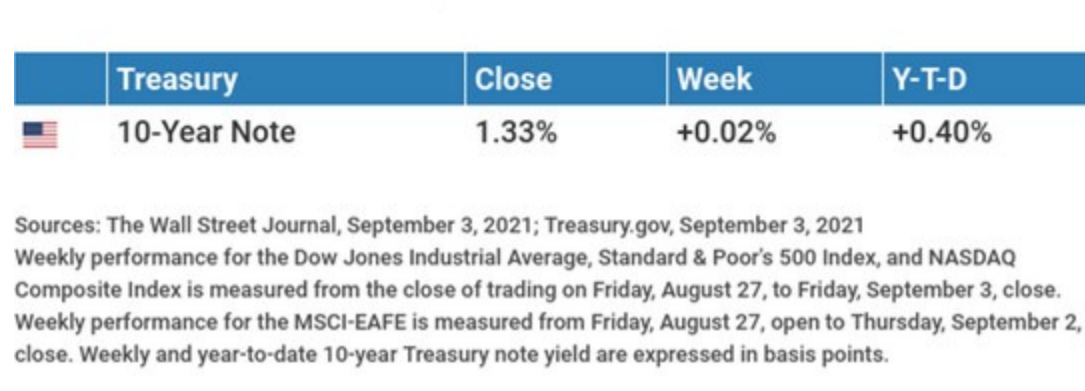 Treasury Close Week Y-T-D
10-Year Note 1.33% +0.02% +0.40%
Sources: The Wall Street Journal, September 3, 2021; Treasury.gov, September 3, 2021
Weekly performance for the Dow Jones Industrial Average, Standard & Poor's 500 Index, and NASDAQ
Composite Index is measured from the close of trading on Friday, August 27, to Friday, September 3, close.
Weekly performance for the MSCI-EAFE is measured from Friday, August 27, open to Thursday, September 2,
close. Weekly and year-to-date 10-year Treasury note yield are expressed in basis points.